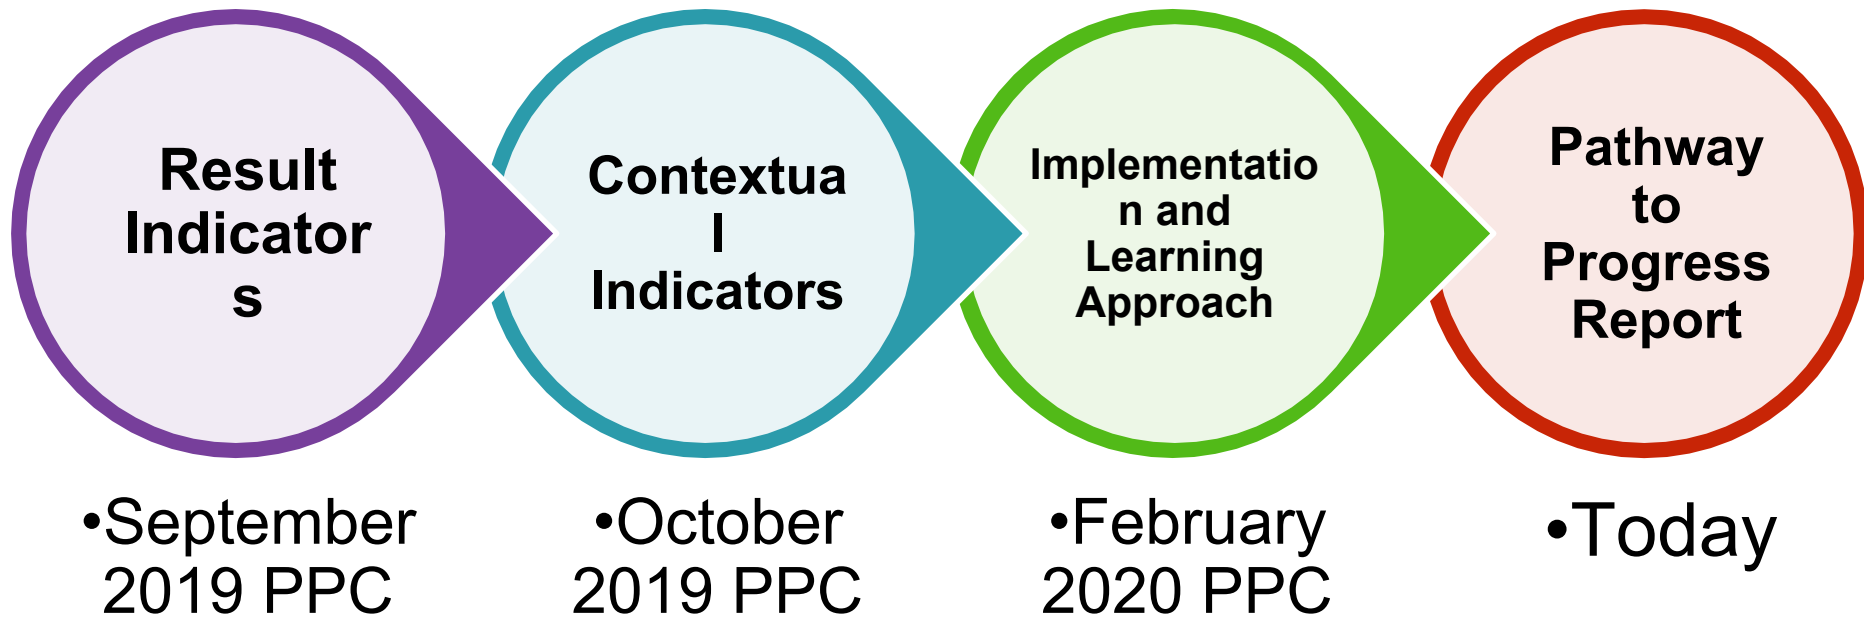 Result
Indicator
s
Contextua
l
Indicators
Implementatio
n and
Learning
Approach
Pathway
to
Progress
Report
•September
2019 PPC
•October
2019 PPC
•February
2020 PPC
•Today